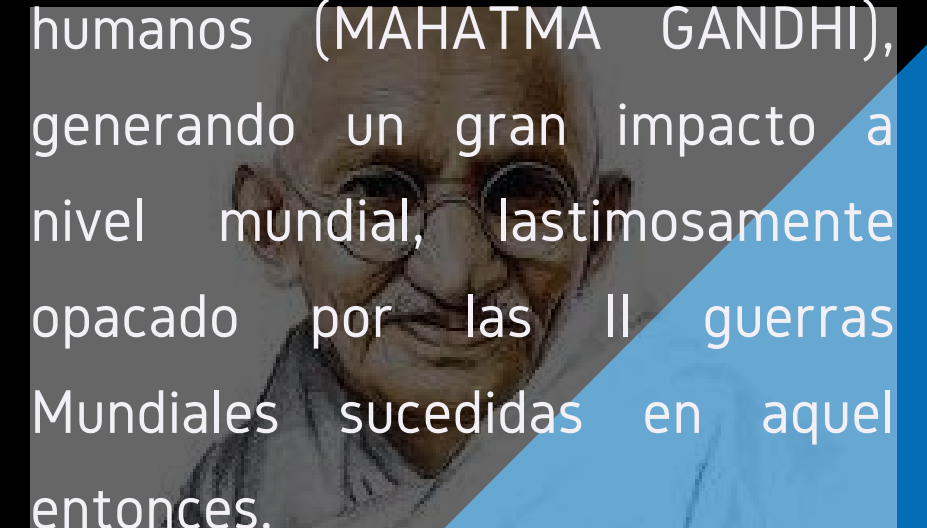 humanos (MAHATMA GANDHI),
generando un gran impacto a
nivel mundial, lastimosamente
opacado por las II guerras
Mundiales sucedidas en aquel
entonces.